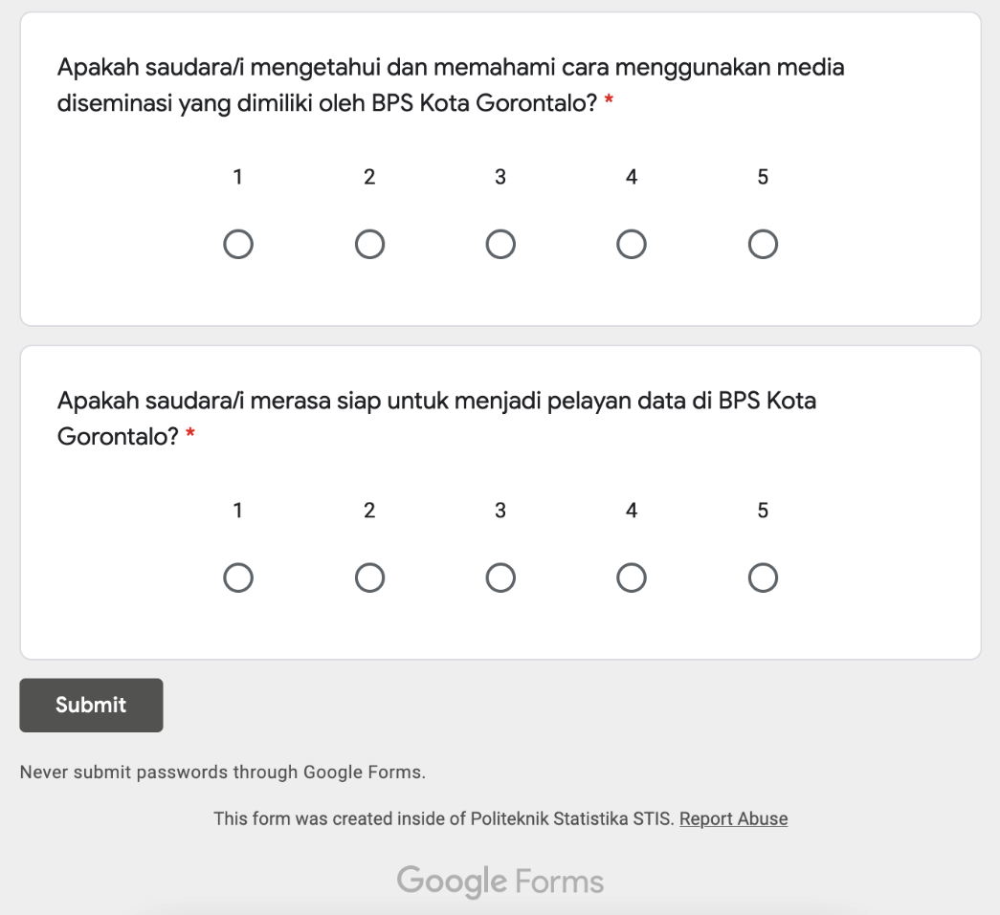 Apakah saudara/i mengetahui dan memahami cara menggunakan media
diseminasi yang dimiliki oleh BPS Kota Gorontalo? *
1 2 3 4 5
Apakah saudara/i merasa siap untuk menjadi pelayan data di BPS Kota
Gorontalo? *
1 2 3 4 5
Submit
Never submit passwords through Google Forms.
This form was created inside of Politeknik Statistika STIS. Report Abuse
Google Forms